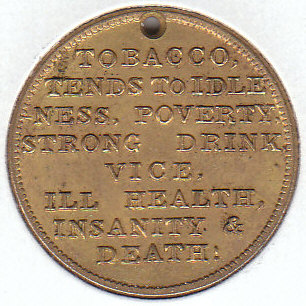 TOBACCO,
TENDS TO IDLE
NESS, POVERTY,
STRONG DRINK,
VICE,
ILL HEALTH,
INSANITY &
DEATH: